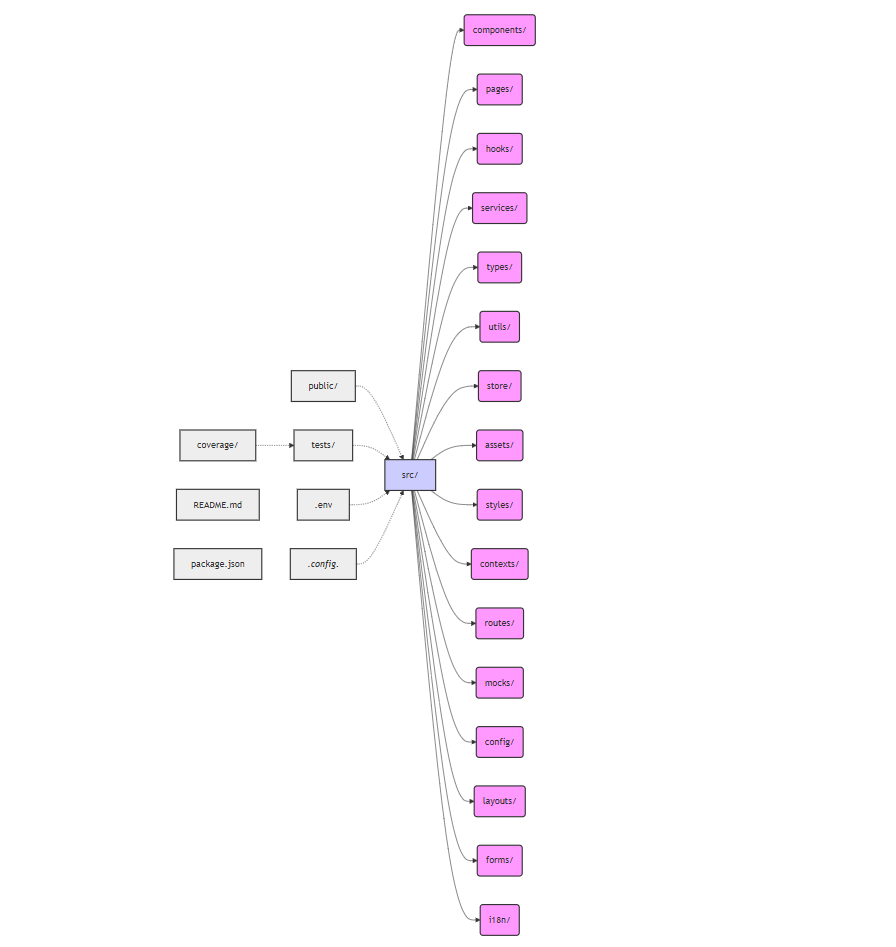 components/
pages/
hooks/
services/
types/
utils/
public/
store/
coverage/
tests/
assets/
src/
README.md
.env
styles/
package.json
.config.
contexts/
routes/
mocks/
config/
layouts/
forms/
i18n/